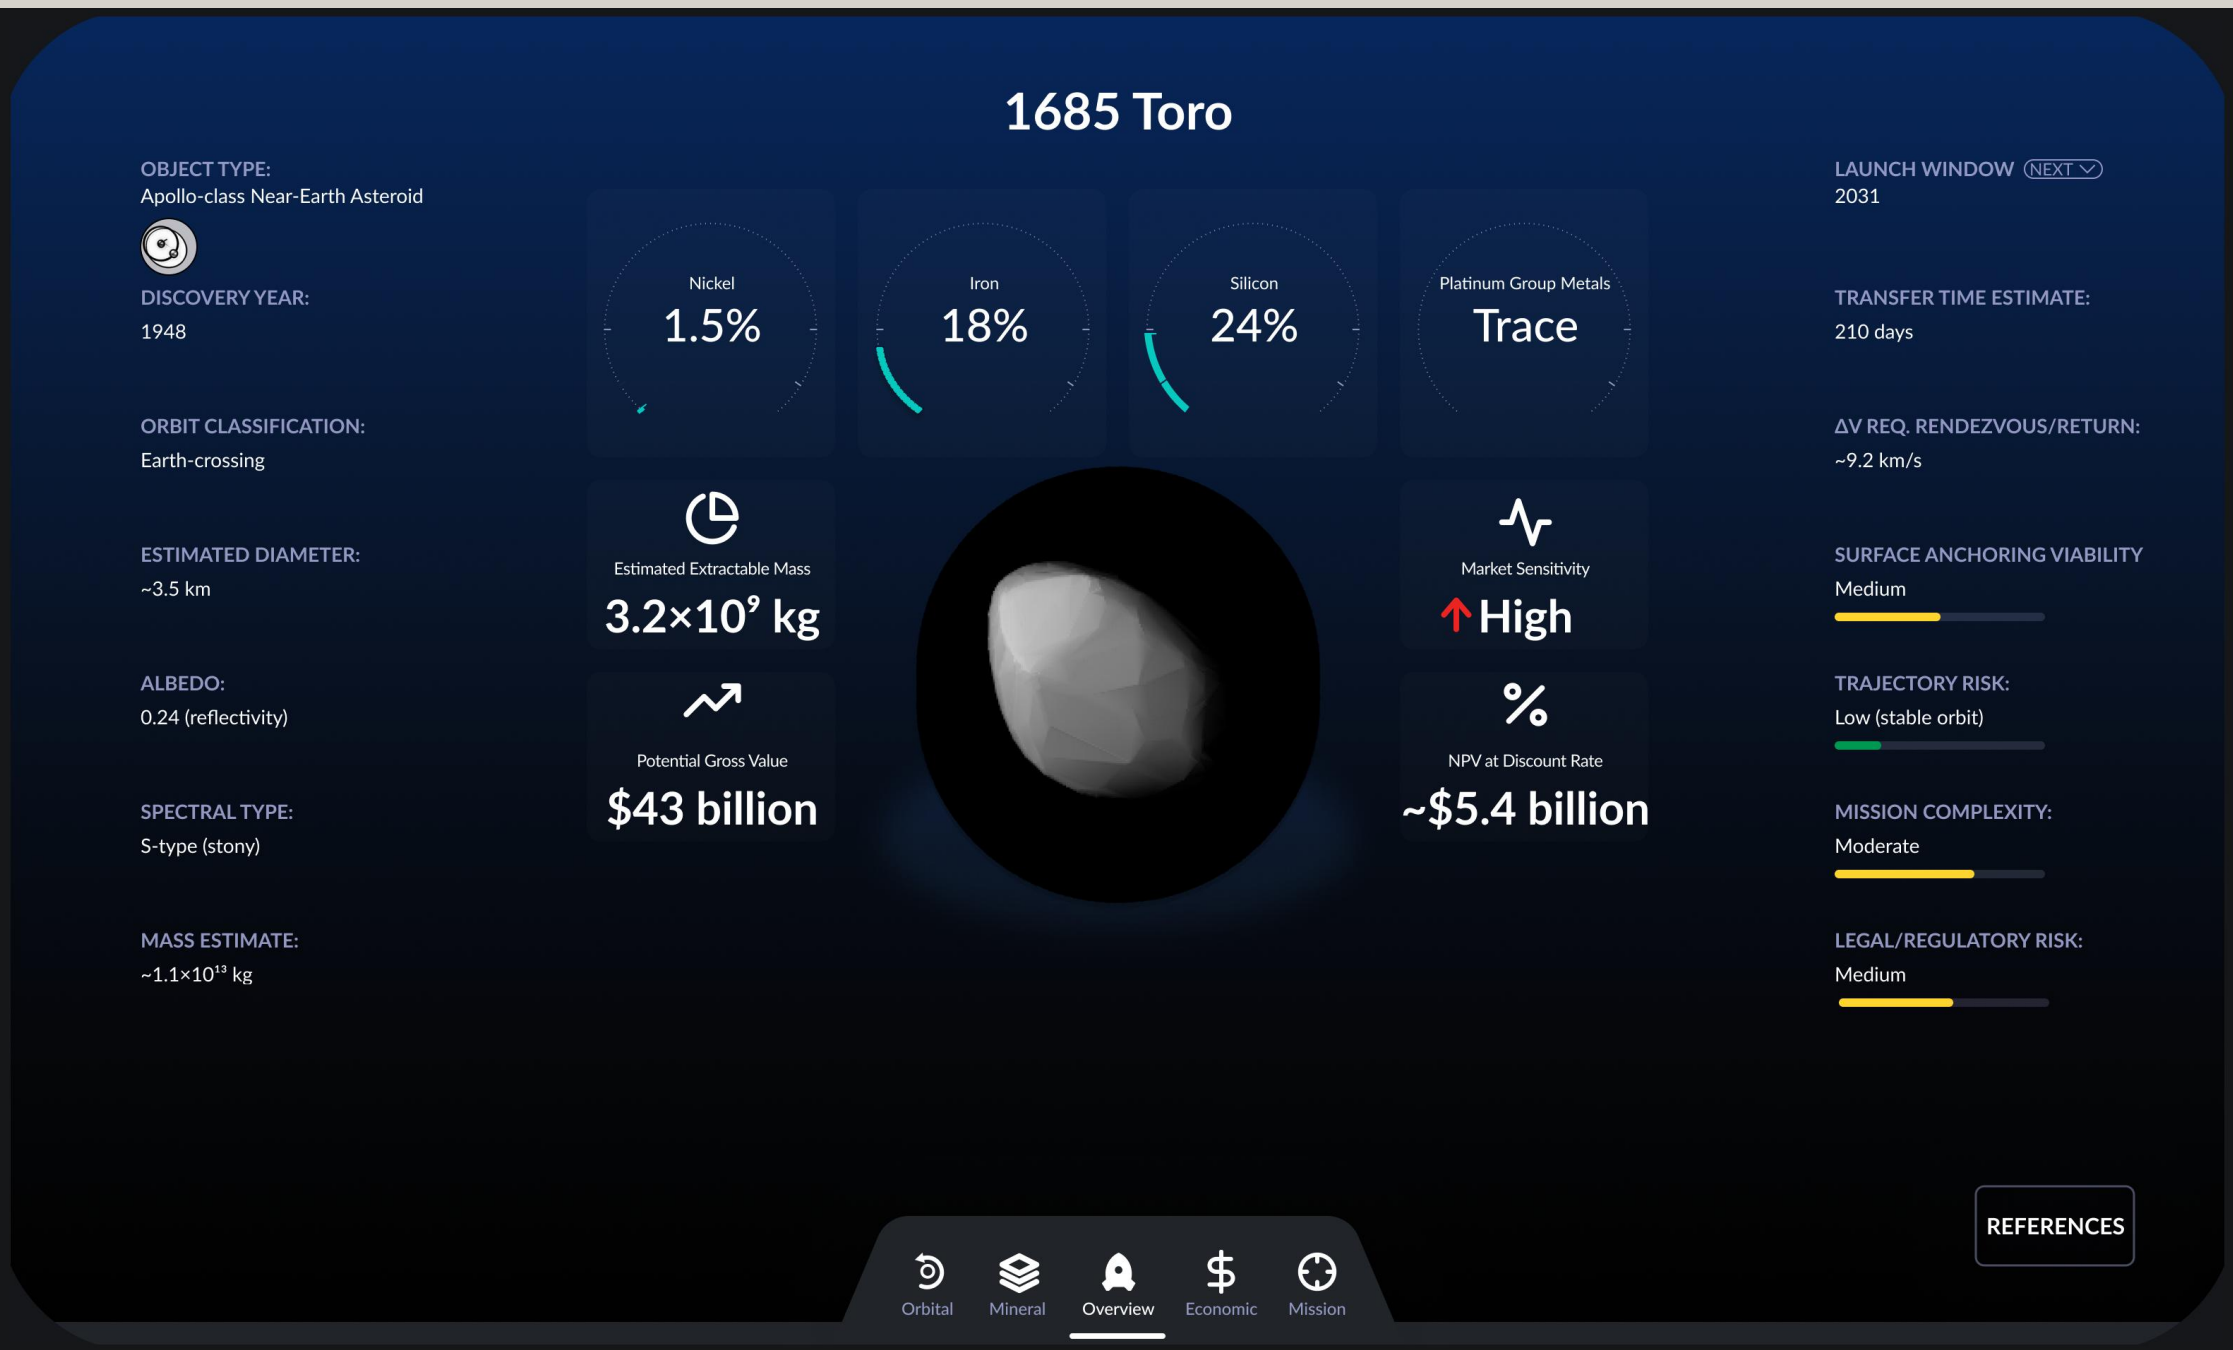 1685 Toro
OBJECT TYPE:
Apollo-class Near-Earth Asteroid
DISCOVERY YEAR:
1948
ORBIT CLASSIFICATION:
Earth-crossing
ESTIMATED DIAMETER:
~3.5 km
ALBEDO:
0.24 (reflectivity)
SPECTRAL TYPE:
S-type (stony)
MASS ESTIMATE:
~1.1×10¹³ kg
Nickel
1.5%
Iron
18%
Silicon
24%
Platinum Group Metals
Trace
Estimated Extractable Mass
3.2×10⁹ kg
Potential Gross Value
$43 billion
Market Sensitivity
↑ High
%
NPV at Discount Rate
~$5.4 billion
LAUNCH WINDOW NEXT
2031
TRANSFER TIME ESTIMATE:
210 days
ΔV REQ. RENDEZVOUS/RETURN:
~9.2 km/s
SURFACE ANCHORING VIABILITY
Medium
TRAJECTORY RISK:
Low (stable orbit)
MISSION COMPLEXITY:
Moderate
LEGAL/REGULATORY RISK:
Medium
REFERENCES
$
Orbital
Mineral
Overview
Economic
Mission